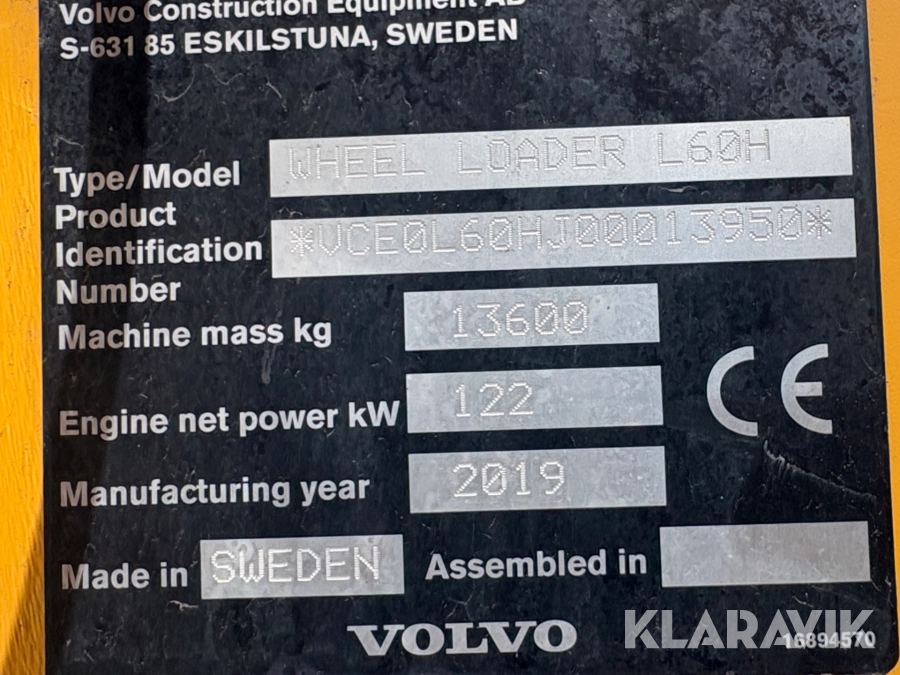 Volvo Construction Equipment AB
S-631 85 ESKILSTUNA, SWEDEN
Type/Model WHEEL LOADER L60H
Product
Identification *VCE0L60HJ00013950*
Number
Machine mass kg 13600
Engine net power kW 122
CE
Manufacturing year 2019
Made in SWEDEN Assembled in
VOLVO
KLARAVIK
16894570